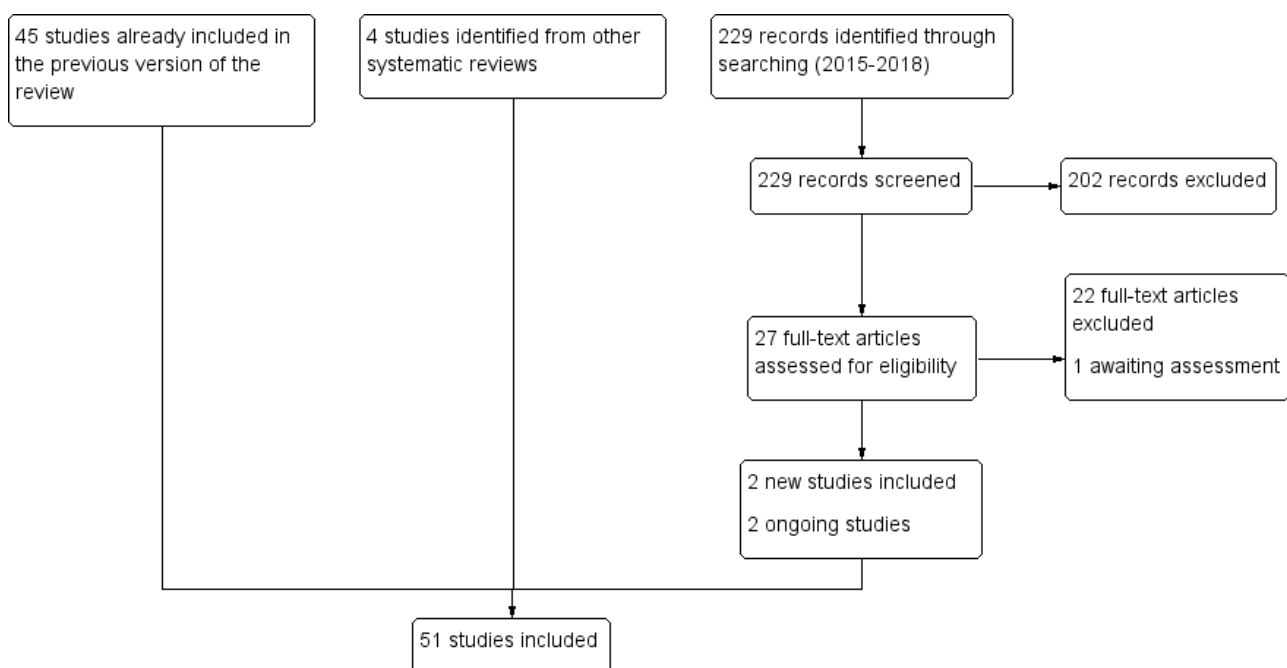 45 studies already included in
the previous version of the
review
4 studies identified from other
systematic reviews
229 records identified through
searching (2015-2018)
229 records screened
202 records excluded
27 full-text articles
assessed for eligibility
22 full-text articles
excluded
1 awaiting assessment
2 new studies included
2 ongoing studies
51 studies included